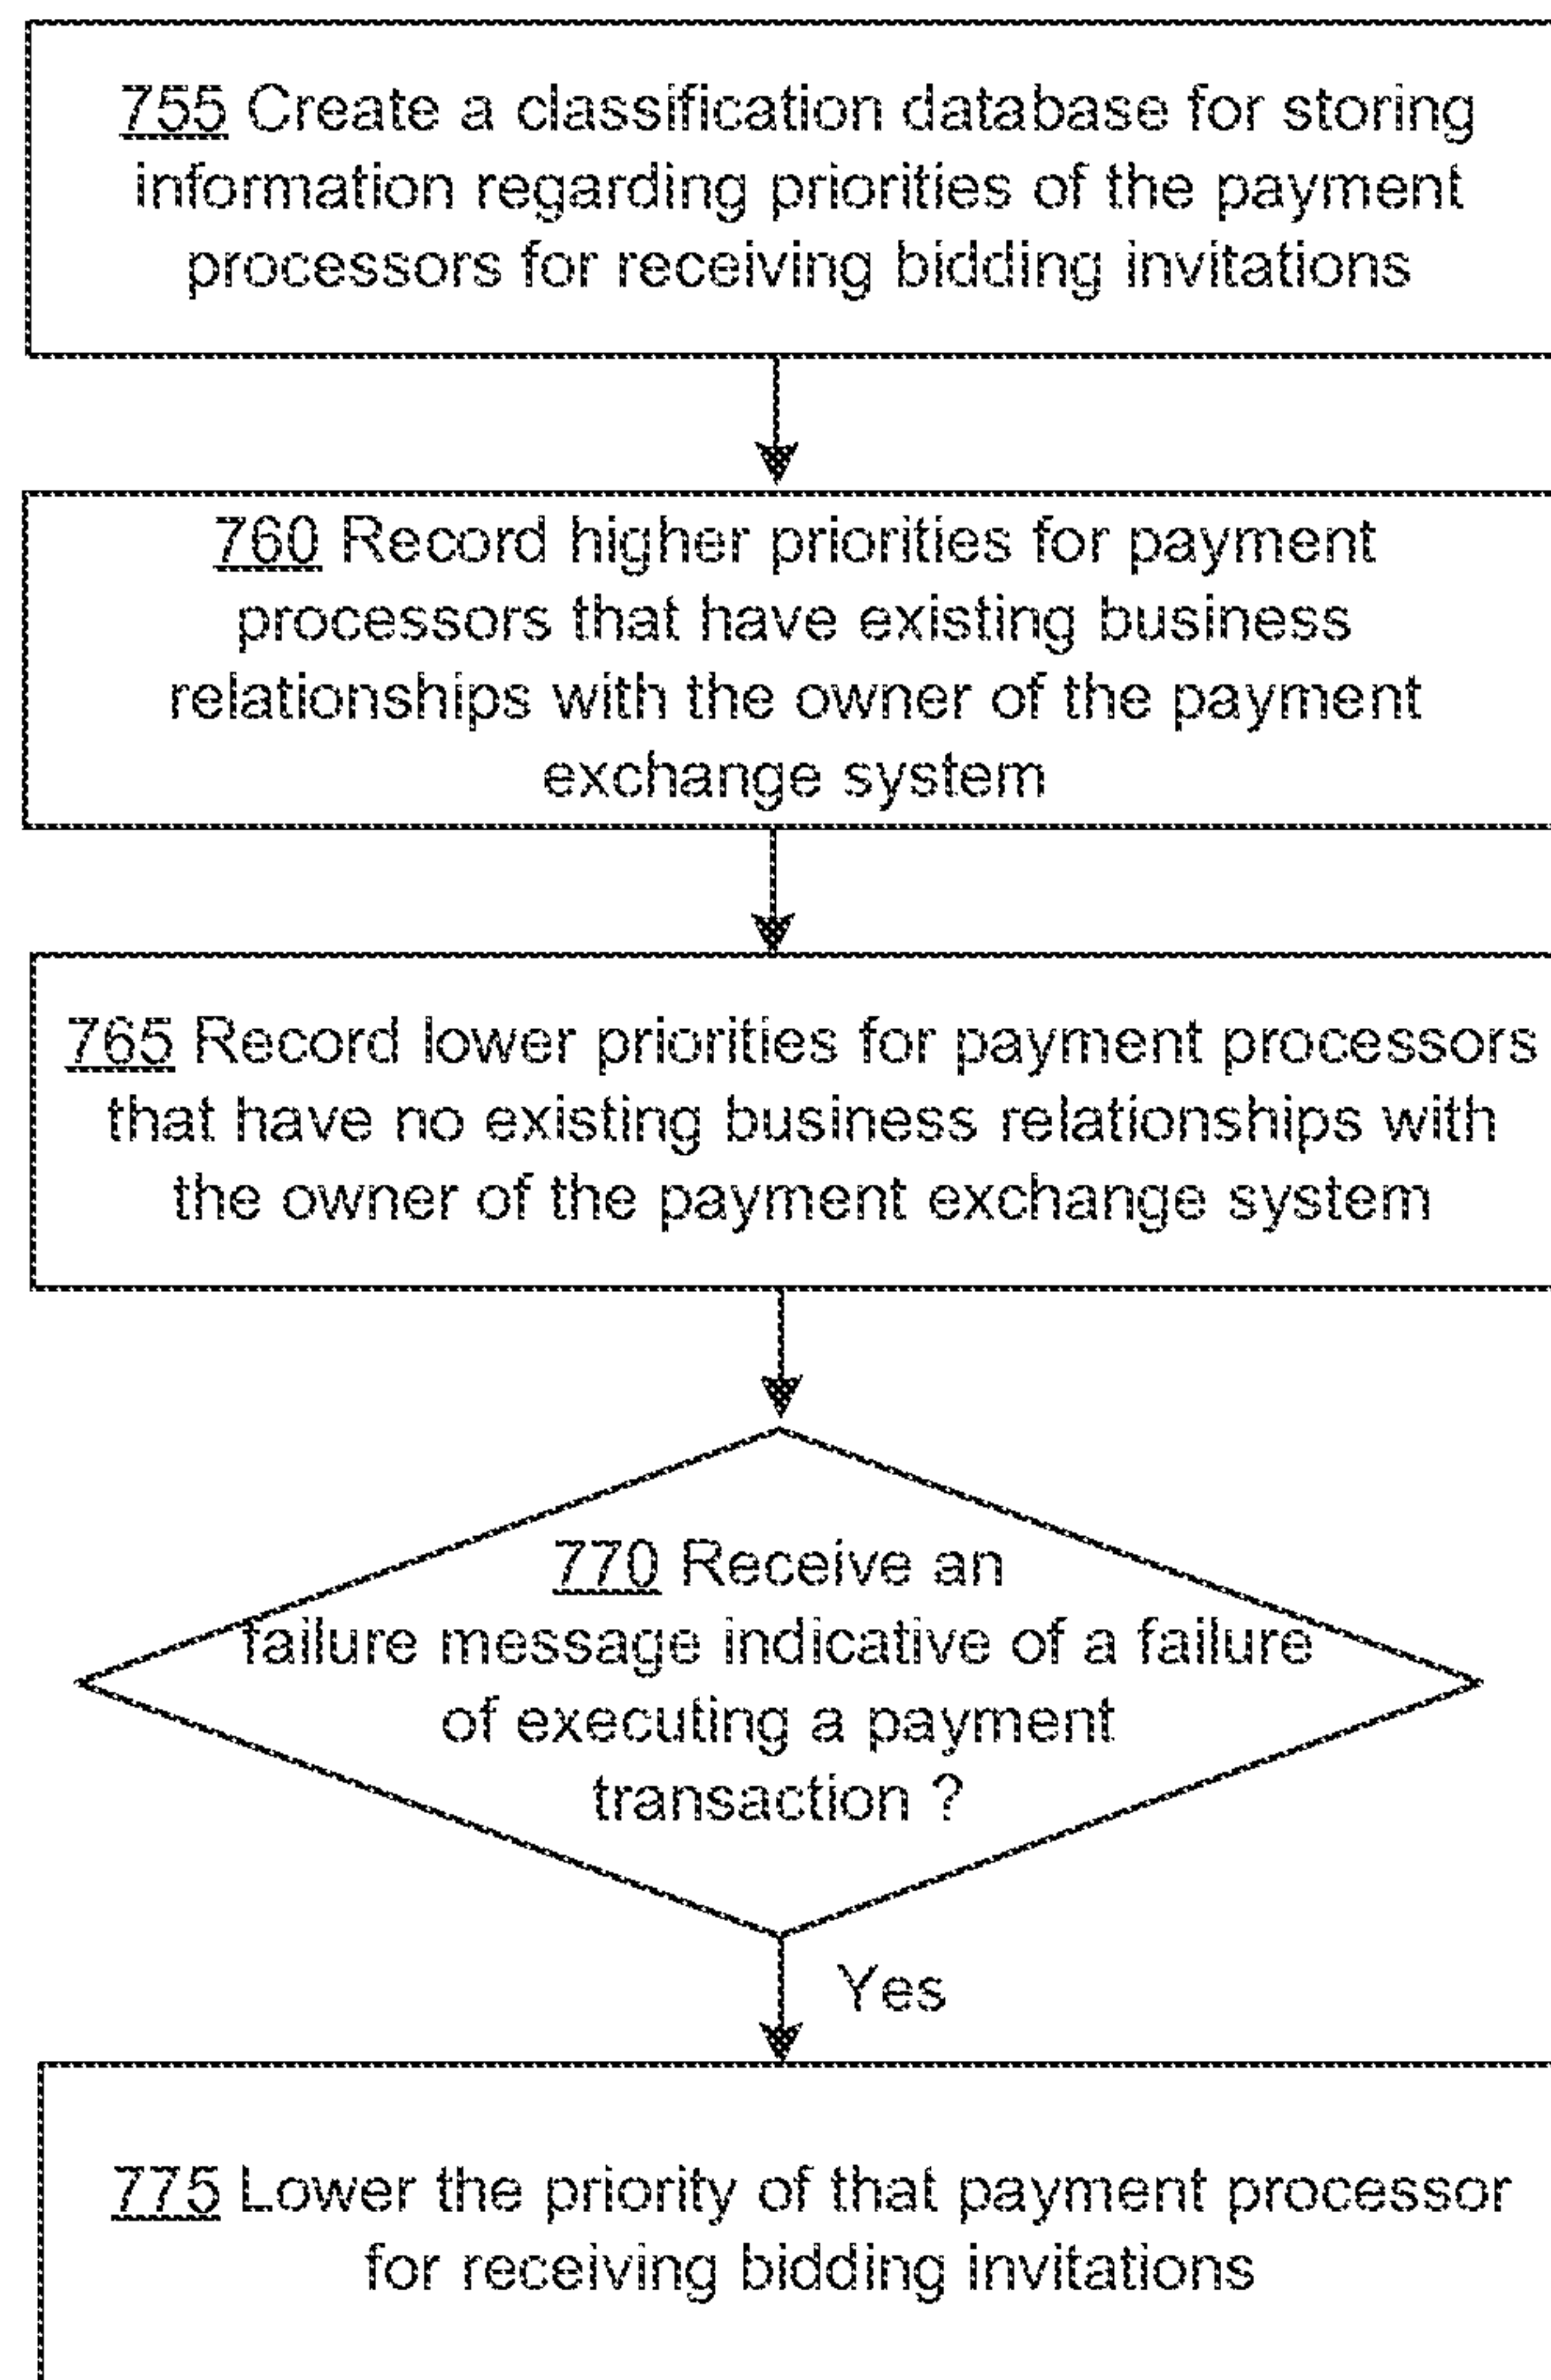 755 Create a classification database for storing
information regarding priorities of the payment
processors for receiving bidding invitations
760 Record higher priorities for payment
processors that have existing business
relationships with the owner of the payment
exchange system
765 Record lower priorities for payment processors
that have no existing business relationships with
the owner of the payment exchange system
770 Receive an
failure message indicative of a failure
of executing a payment
transaction ?
Yes
775 Lower the priority of that payment processor
for receiving bidding invitations